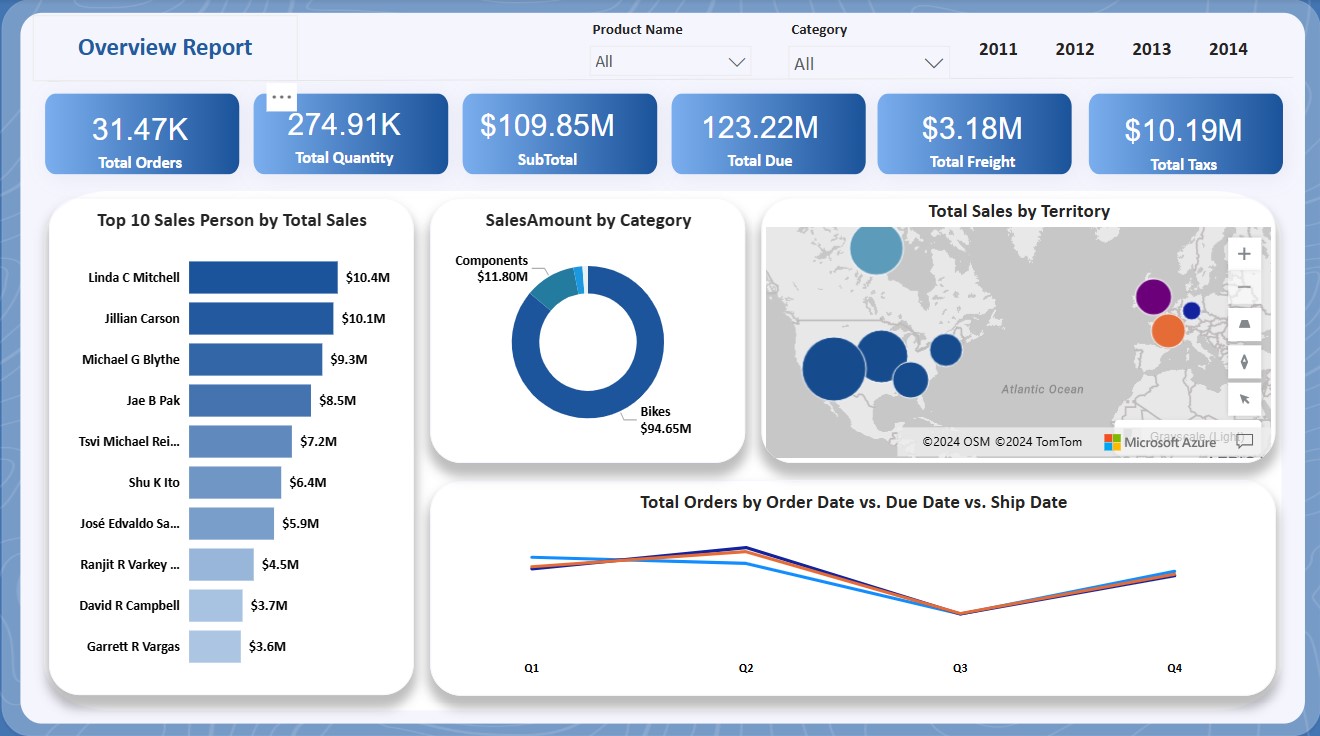 Overview Report
Product Name
All
Category
All
2011 2012 2013 2014
31.47K
Total Orders
274.91K
Total Quantity
$109.85M
SubTotal
123.22M
Total Due
$3.18M
Total Freight
$10.19M
Total Taxs
Top 10 Sales Person by Total Sales
Linda C Mitchell $10.4M
Jillian Carson $10.1M
Michael G Blythe $9.3M
Jae B Pak $8.5M
Tsvi Michael Rei... $7.2M
Shu K Ito $6.4M
José Edvaldo Sa... $5.9M
Ranjit R Varkey ... $4.5M
David R Campbell $3.7M
Garrett R Vargas $3.6M
SalesAmount by Category
Components
$11.80M
Bikes
$94.65M
Total Sales by Territory
Atlantic Ocean
©2024 OSM ©2024 TomTom
Microsoft Azure
Grayscale (Light)
Total Orders by Order Date vs. Due Date vs. Ship Date
Q1 Q2 Q3 Q4